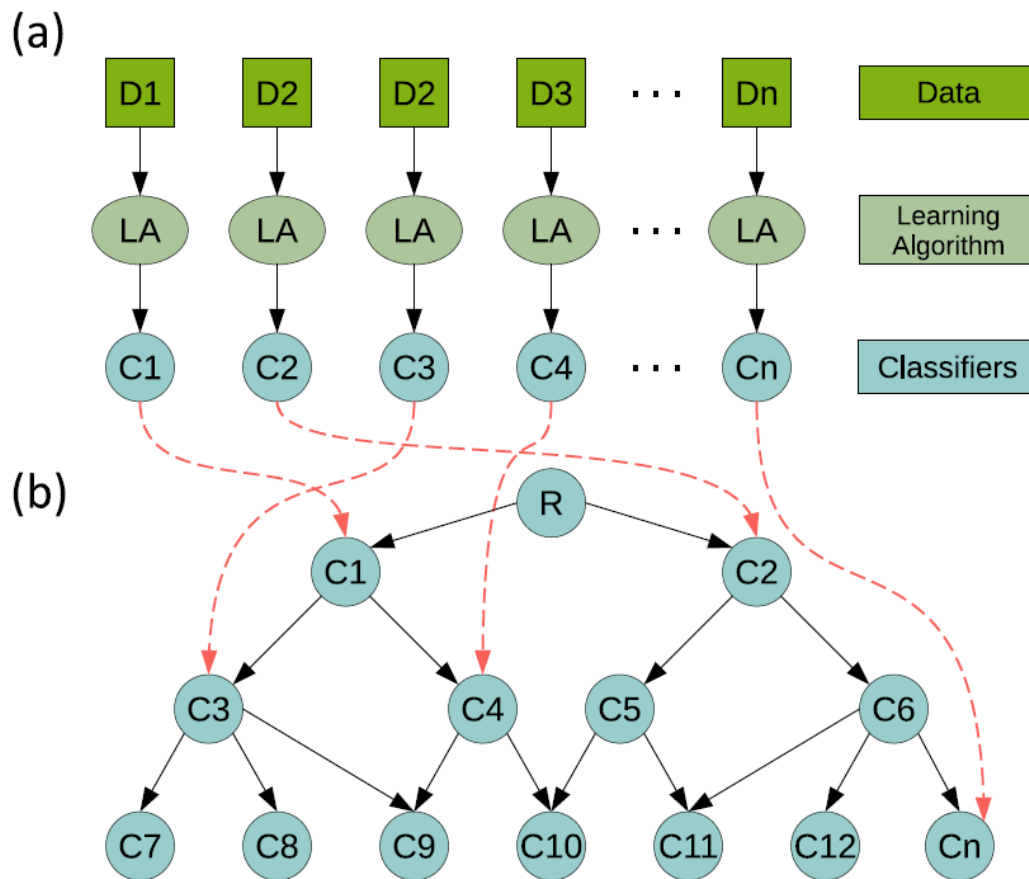 (a)
D1 D2 D2 D3 ··· Dn Data
LA LA LA LA ··· LA Learning
Algorithm
C1 C2 C3 C4 ··· Cn Classifiers
(b)
R
C1 C2
C3 C4 C5 C6
C7 C8 C9 C10 C11 C12 Cn